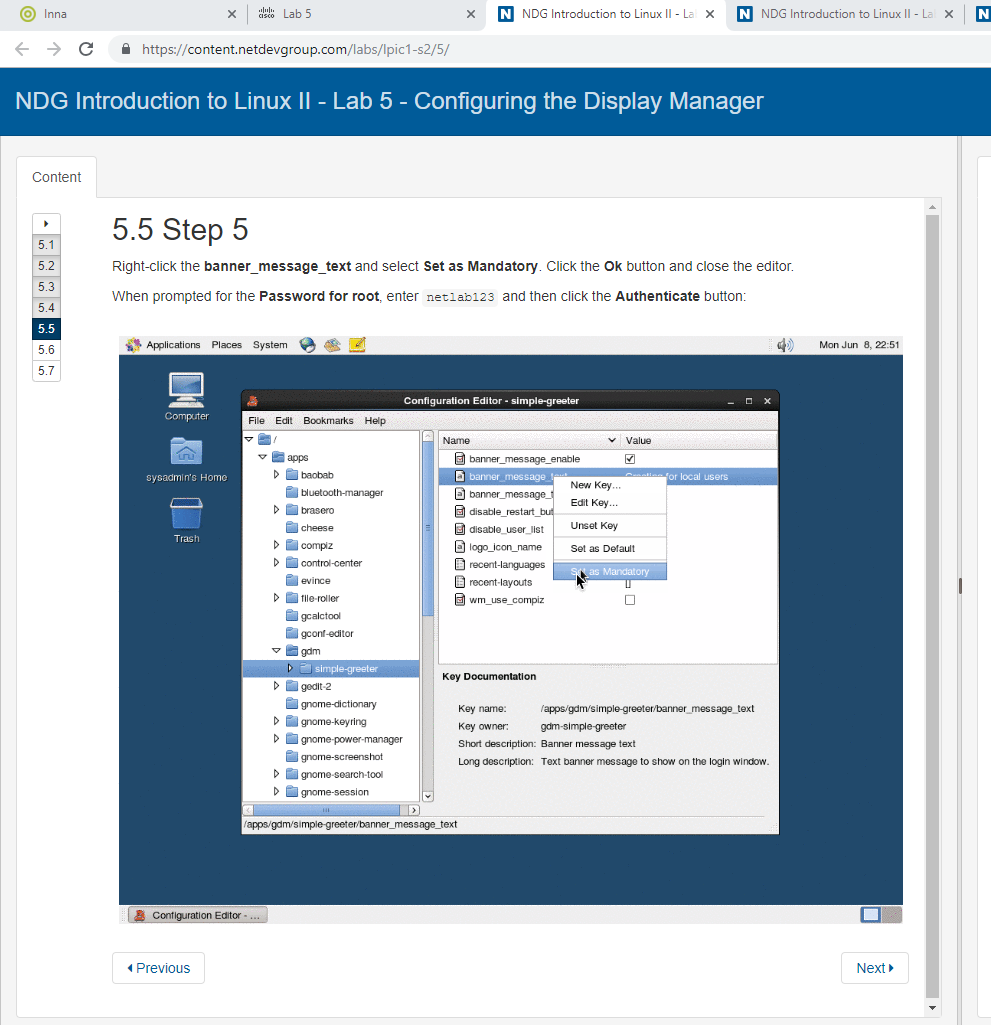 Inna
Lab 5
NDG Introduction to Linux II - La
NDG Introduction to Linux II - Lal
https://content.netdevgroup.com/labs/lpic1-s2/5/
NDG Introduction to Linux II - Lab 5 - Configuring the Display Manager
Content
5.1
5.2
5.3
5.4
5.5
5.6
5.7
5.5 Step 5
Right-click the banner_message_text and select Set as Mandatory. Click the Ok button and close the editor.
When prompted for the Password for root, enter netlab123 and then click the Authenticate button:
Applications Places System
Mon Jun 8, 22:51
Computer
sysadmin's Home
Trash
Configuration Editor - simple-greeter
File Edit Bookmarks Help
/
apps
baobab
bluetooth-manager
brasero
cheese
compiz
control-center
evince
file-roller
gcalctool
gconf-editor
gdm
simple-greeter
gedit-2
gnome-dictionary
gnome-keyring
gnome-power-manager
gnome-screenshot
gnome-search-tool
gnome-session
Name Value
banner_message_enable
banner_message_text for local users
banner_message_t
disable_restart_but
disable_user_list
logo_icon_name
recent-languages
recent-layouts []
wm_use_compiz
New Key...
Edit Key...
Unset Key
Set as Default
Set as Mandatory
Key Documentation
Key name: /apps/gdm/simple-greeter/banner_message_text
Key owner: gdm-simple-greeter
Short description: Banner message text
Long description: Text banner message to show on the login window.
/apps/gdm/simple-greeter/banner_message_text
Configuration Editor - ...
Previous
Next